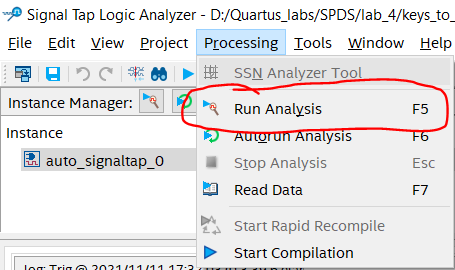 Signal Tap Logic Analyzer - D:/Quartus_labs/SPDS/lab_4/keys_to_
File Edit View Project Processing Tools Window Help
SSN Analyzer Tool
Instance Manager:
Run Analysis F5
Instance
Autorun Analysis F6
auto_signaltap_0
Stop Analysis Esc
Read Data F7
Start Rapid Recompile
Start Compilation
log: Trig @ 2021/11/11 17:3